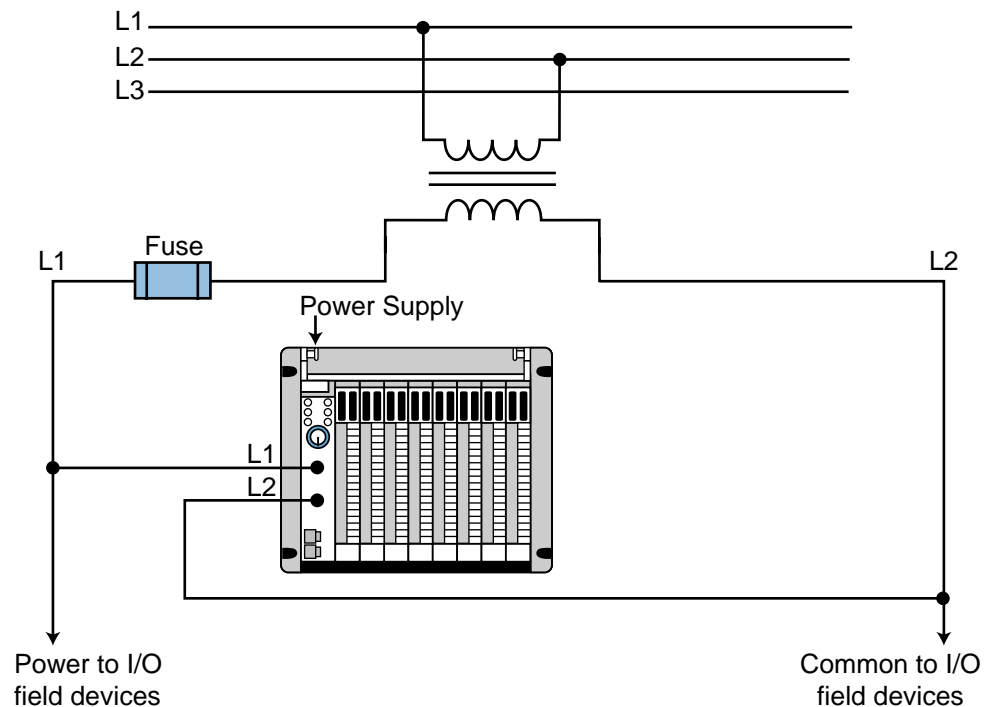 L1
L2
L3
Fuse
L1
L2
Power Supply
L1
L2
Power to I/O
field devices
Common to I/O
field devices